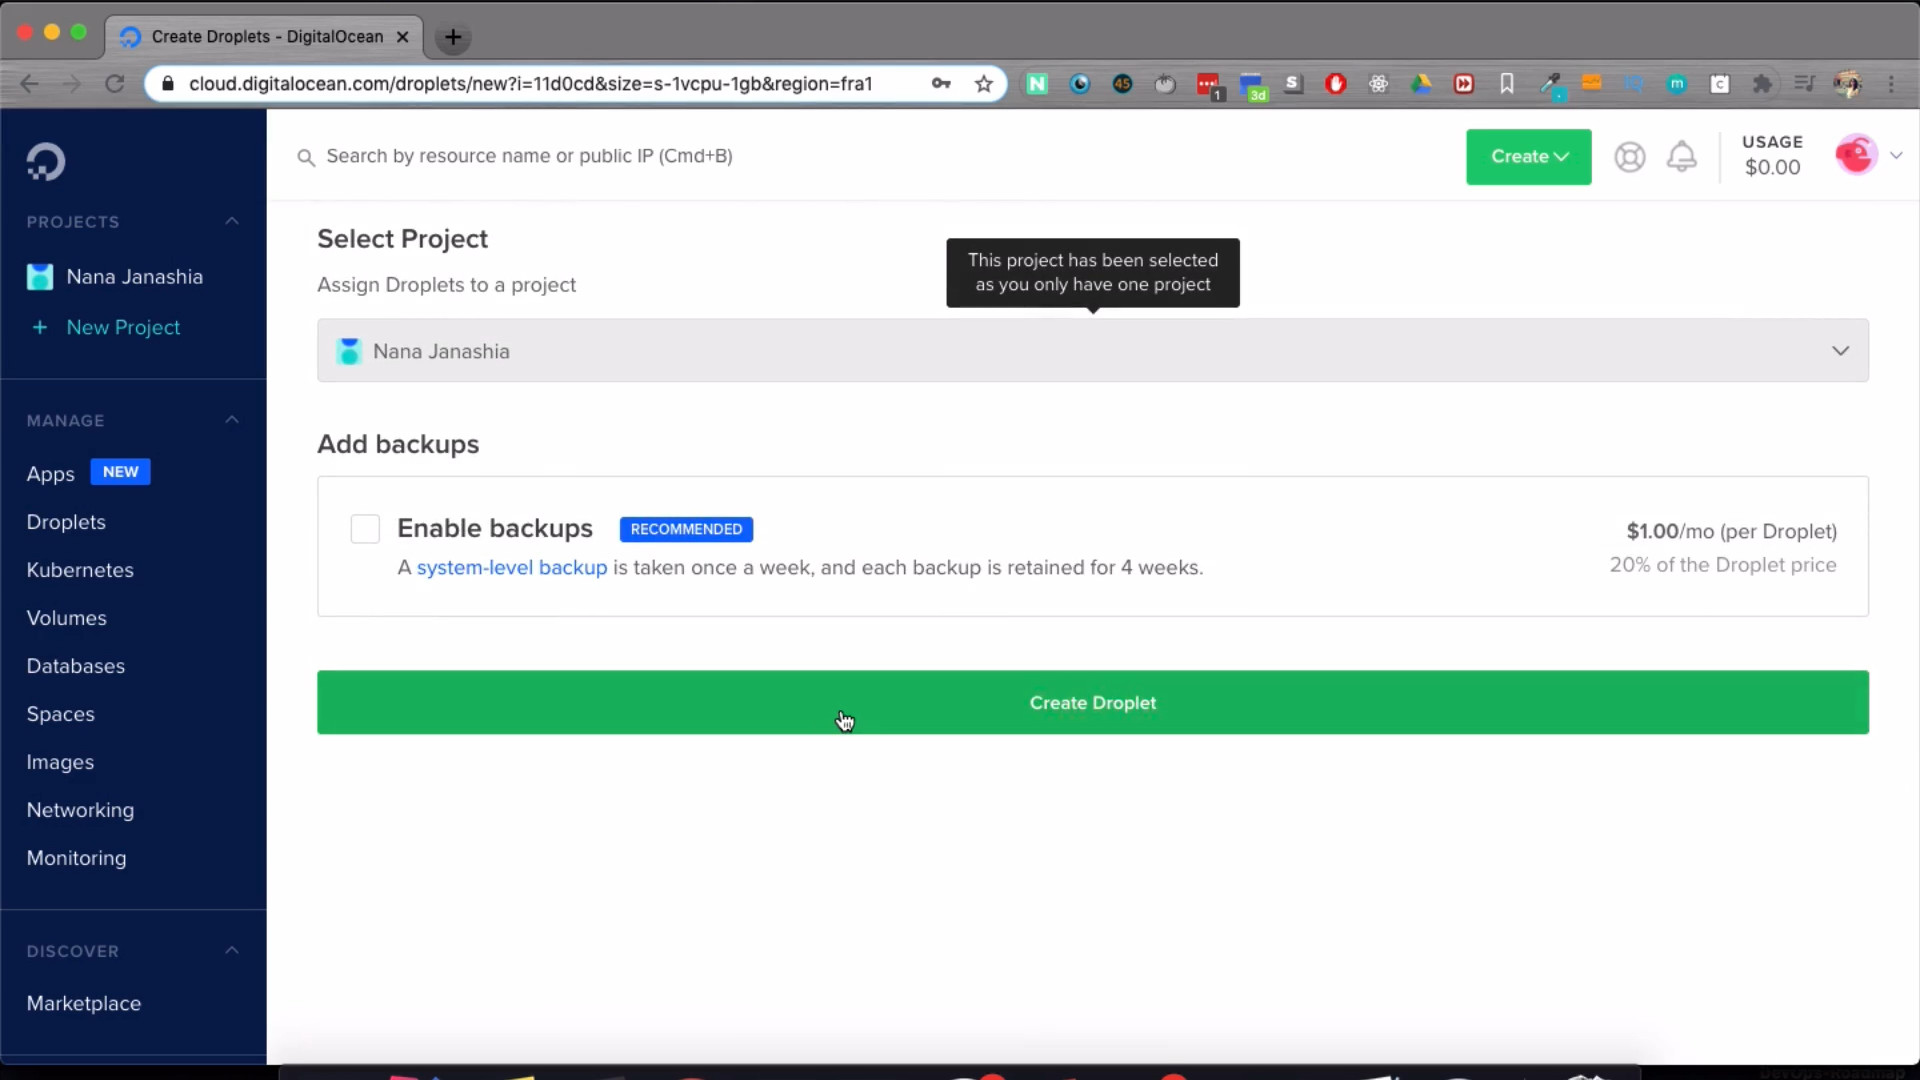 Create Droplets - DigitalOcean
cloud.digitalocean.com/droplets/new?i=11d0cd&size=s-1vcpu-1gb&region=fra1
N
45
1
3d
S
m
c
Search by resource name or public IP (Cmd+B)
Create
USAGE
$0.00
PROJECTS
Nana Janashia
+ New Project
MANAGE
Apps NEW
Droplets
Kubernetes
Volumes
Databases
Spaces
Images
Networking
Monitoring
DISCOVER
Marketplace
Select Project
Assign Droplets to a project
This project has been selected
as you only have one project
Nana Janashia
Add backups
Enable backups RECOMMENDED
A system-level backup is taken once a week, and each backup is retained for 4 weeks.
$1.00/mo (per Droplet)
20% of the Droplet price
Create Droplet